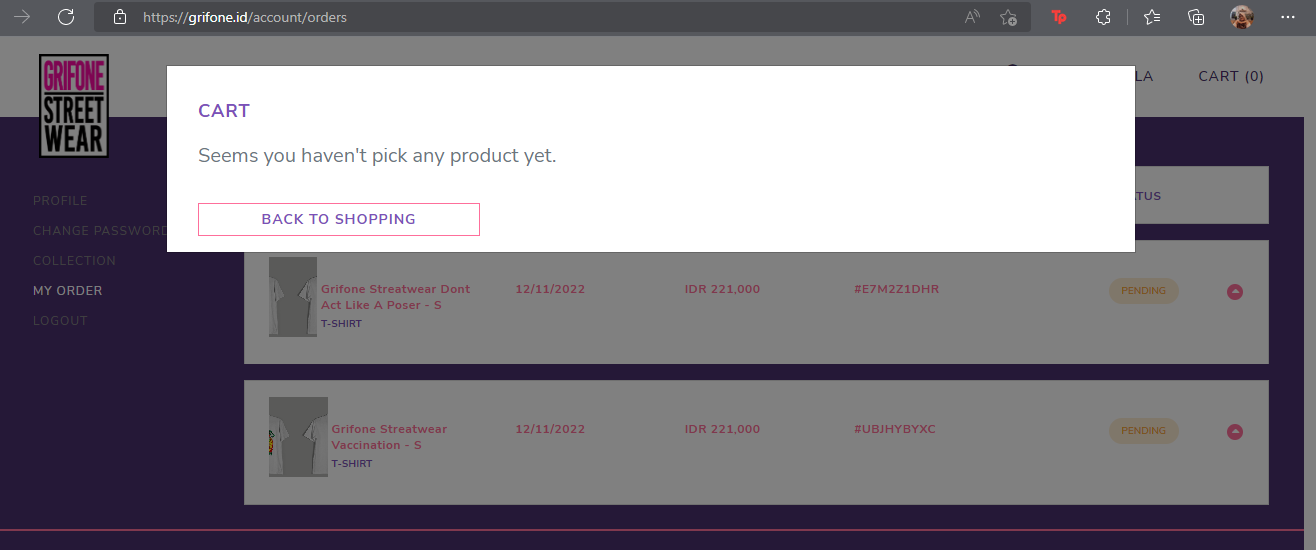 https://grifone.id/account/orders
GRIFONE
STREET
WEAR
LA
CART (0)
CART
Seems you haven't pick any product yet.
BACK TO SHOPPING
PROFILE
CHANGE PASSWORD
COLLECTION
MY ORDER
LOGOUT
TUS
Grifone Streatwear Dont
Act Like A Poser - S
T-SHIRT
12/11/2022
IDR 221,000
#E7M2Z1DHR
PENDING
Grifone Streatwear
Vaccination - S
T-SHIRT
12/11/2022
IDR 221,000
#UBJHYBYXC
PENDING